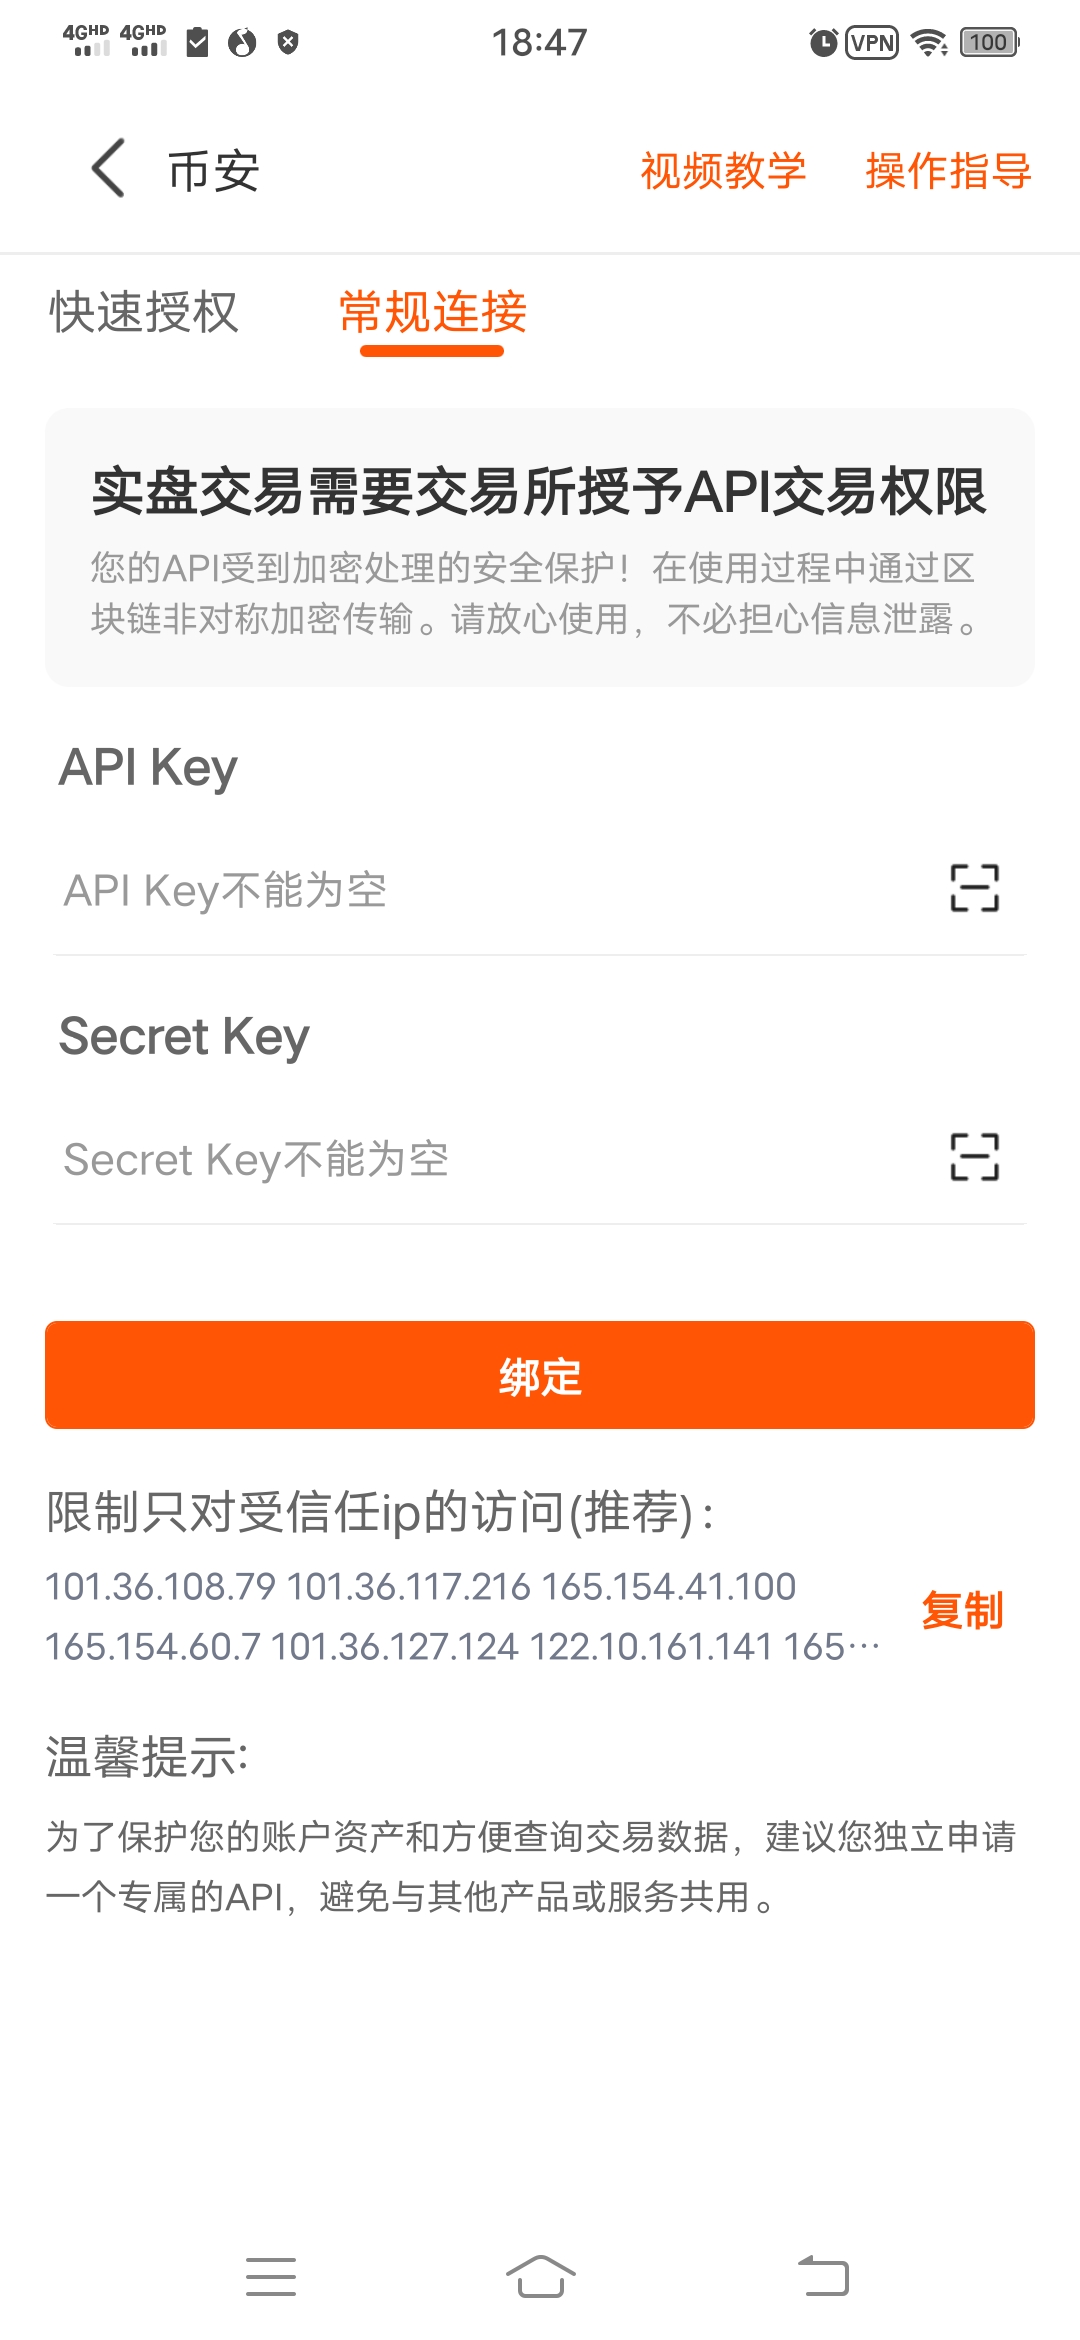 4GHD 4GHD 18:47 VPN 100
币安 视频教学 操作指导
快速授权 常规连接
实盘交易需要交易所授予API交易权限
您的API受到加密处理的安全保护！在使用过程中通过区
块链非对称加密传输。请放心使用，不必担心信息泄露。
API Key
API Key不能为空
Secret Key
Secret Key不能为空
绑定
限制只对受信任ip的访问(推荐)：
101.36.108.79 101.36.117.216 165.154.41.100
165.154.60.7 101.36.127.124 122.10.161.141 165…
复制
温馨提示:
为了保护您的账户资产和方便查询交易数据，建议您独立申请
一个专属的API，避免与其他产品或服务共用。